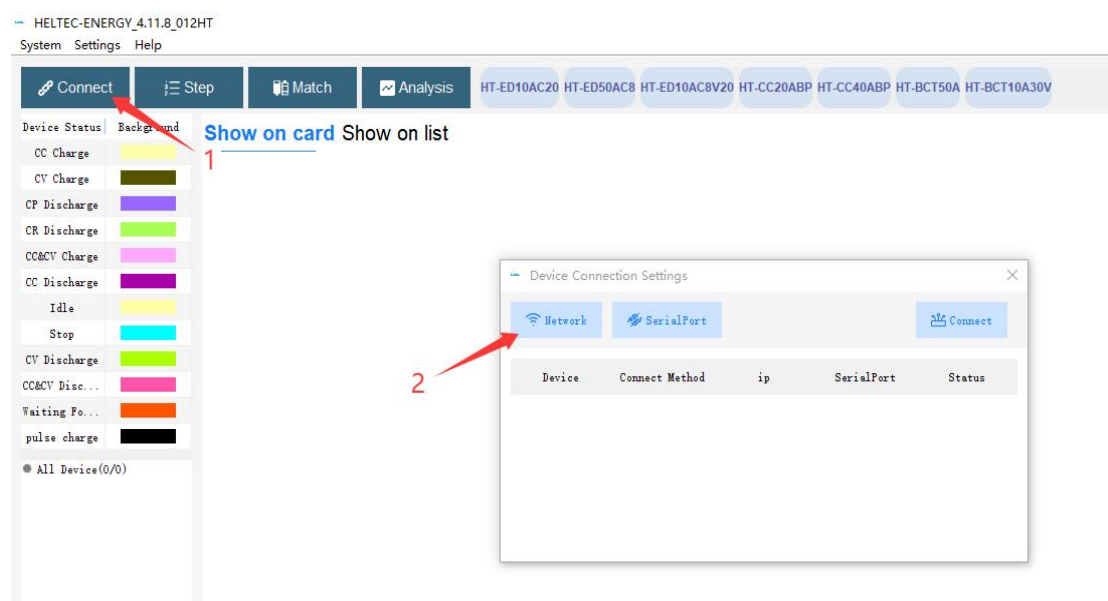 HELTEC-ENERGY_4.11.8_012HT
System Settings Help
Connect Step Match Analysis HT-ED10AC20 HT-ED50AC8 HT-ED10AC8V20 HT-CC20ABP HT-CC40ABP HT-BCT50A HT-BCT10A30V
Device Status Background
Show on card Show on list
1
CC Charge
CV Charge
CP Discharge
CR Discharge
CC&CV Charge
CC Discharge
Idle
Stop
CV Discharge
CC&CV Disc...
Waiting Fo...
pulse charge
All Device(0/0)
Device Connection Settings
Network SerialPort Connect
2
Device Connect Method ip SerialPort Status